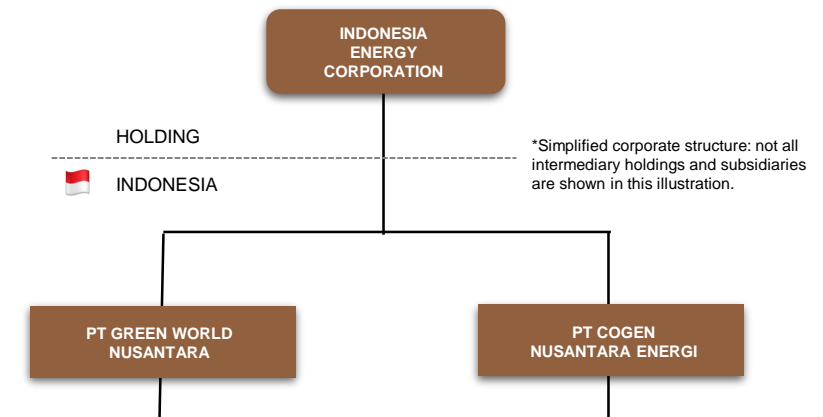 INDONESIA
ENERGY
CORPORATION
HOLDING
*Simplified corporate structure: not all
intermediary holdings and subsidiaries
are shown in this illustration.
INDONESIA
PT GREEN WORLD
NUSANTARA
PT COGEN
NUSANTARA ENERGI